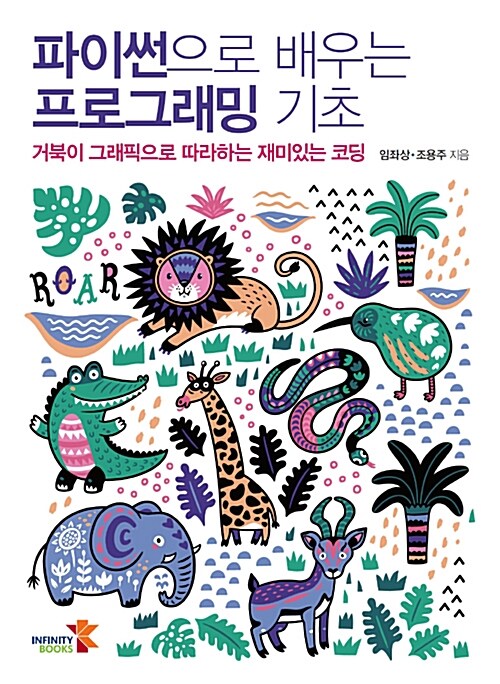 파이썬으로 배우는
프로그래밍 기초
거북이 그래픽으로 따라하는 재미있는 코딩 임좌상·조용주 지음
ROAR
INFINITY
BOOKS